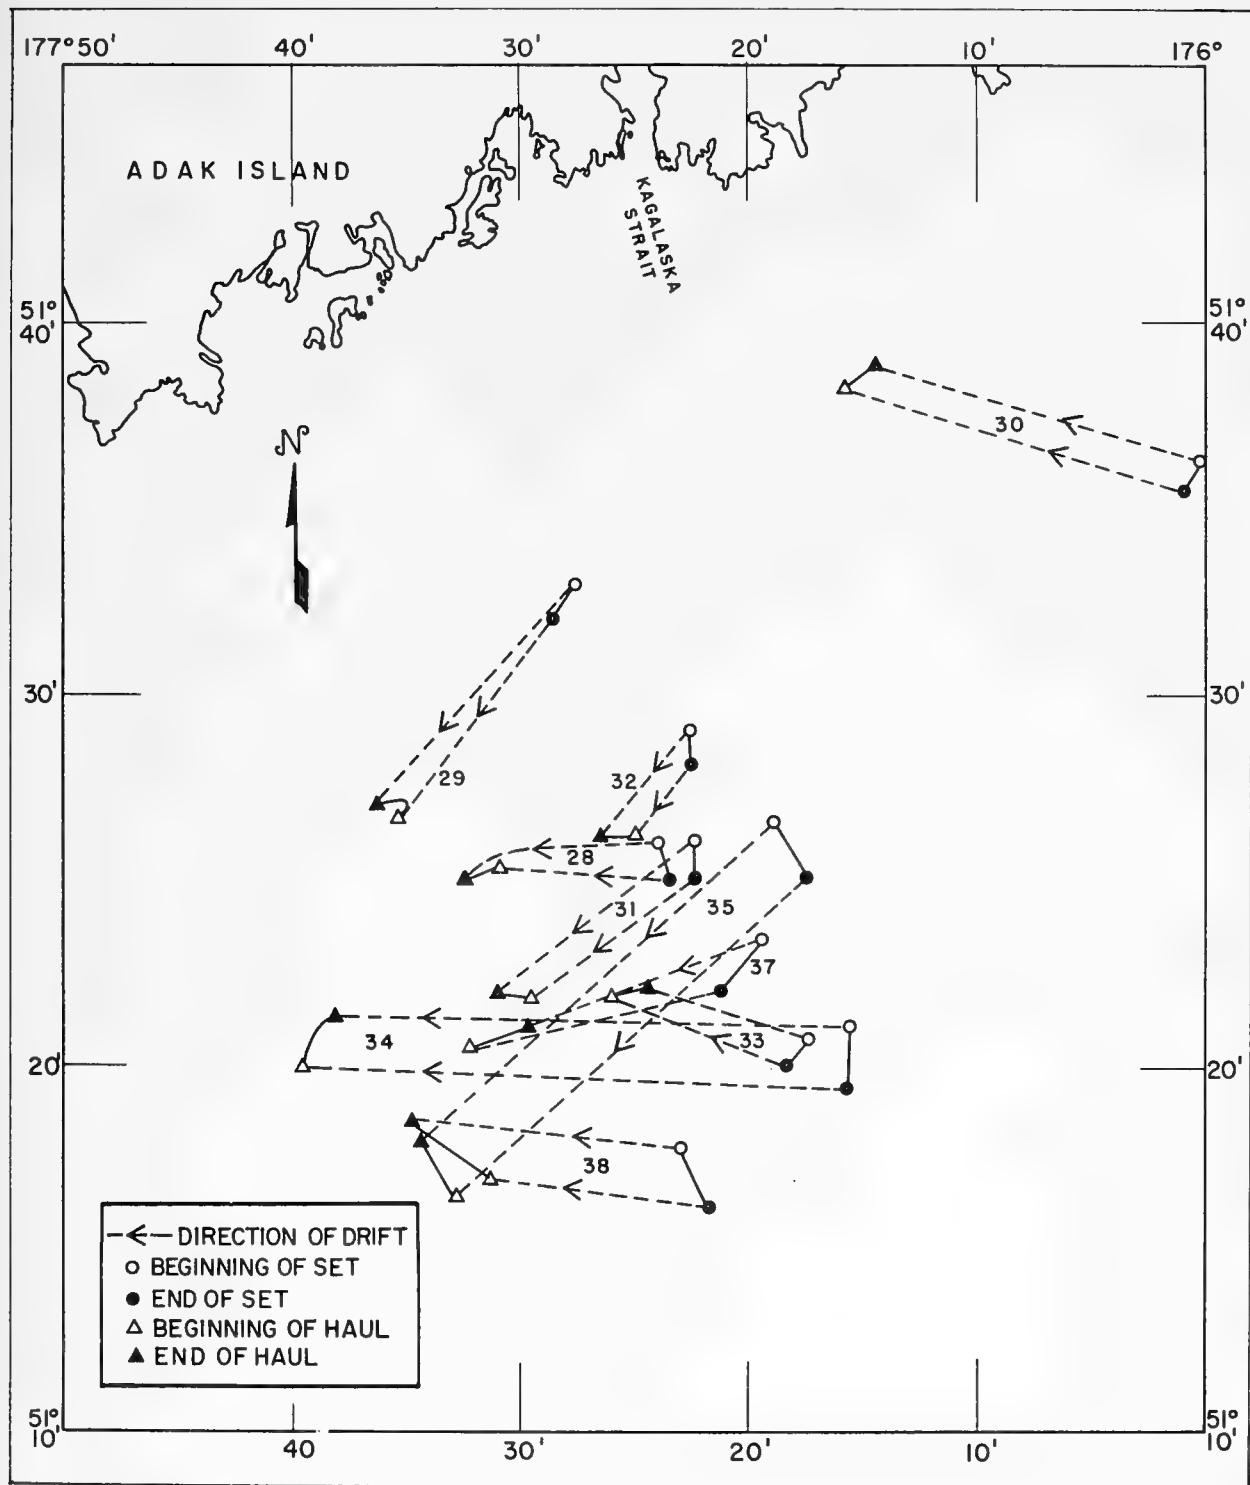 177°50' 40' 30' 20' 10' 176°
ADAK ISLAND
KAGALASKA
STRAIT
51°
40'
51°
40'
N
30
30'
30'
29
32
28
31
35
37
34
33
20'
20'
38
DIRECTION OF DRIFT
BEGINNING OF SET
END OF SET
BEGINNING OF HAUL
END OF HAUL
51°
10'
51°
10'
40 30' 20' 10'